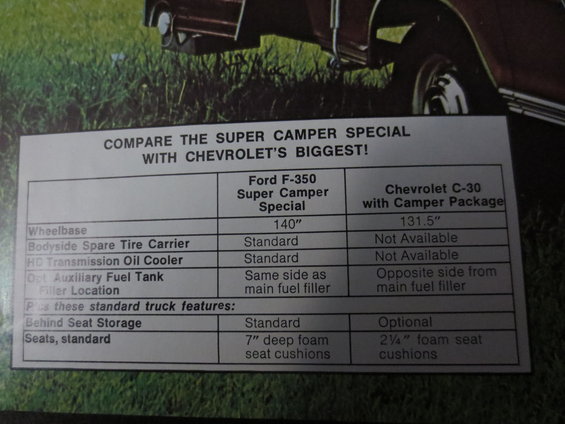 COMPARE THE SUPER CAMPER SPECIAL
WITH CHEVROLET'S BIGGEST!
Ford F-350
Super Camper
Special
Chevrolet C-30
with Camper Package
Wheelbase 140″ 131.5″
Bodyside Spare Tire Carrier Standard Not Available
HD Transmission Oil Cooler Standard Not Available
Opt. Auxiliary Fuel Tank Same side as Opposite side from
Filler Location main fuel filler main fuel filler
Plus these standard truck features:
Behind Seat Storage Standard Optional
Seats, standard 7″ deep foam 2¼″ foam seat
seat cushions cushions